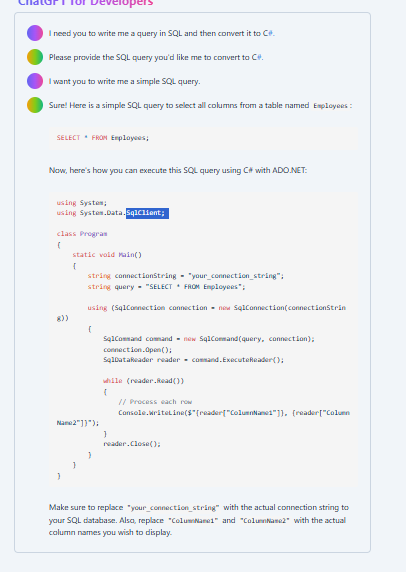 ChatGPT for Developers
I need you to write me a query in SQL and then convert it to C#.
Please provide the SQL query you'd like me to convert to C#.
I want you to write me a simple SQL query.
Sure! Here is a simple SQL query to select all columns from a table named Employees :
SELECT * FROM Employees;
Now, here's how you can execute this SQL query using C# with ADO.NET:
using System;
using System.Data.SqlClient;
class Program
{
static void Main()
{
string connectionString = "your_connection_string";
string query = "SELECT * FROM Employees";
using (SqlConnection connection = new SqlConnection(connectionStrin
g))
{
SqlCommand command = new SqlCommand(query, connection);
connection.Open();
SqlDataReader reader = command.ExecuteReader();
while (reader.Read())
{
// Process each row
Console.WriteLine($"{reader["ColumnName1"]}, {reader["Column
Name2"]}");
}
reader.Close();
}
}
}
Make sure to replace "your_connection_string" with the actual connection string to
your SQL database. Also, replace "ColumnName1" and "ColumnName2" with the actual
column names you wish to display.